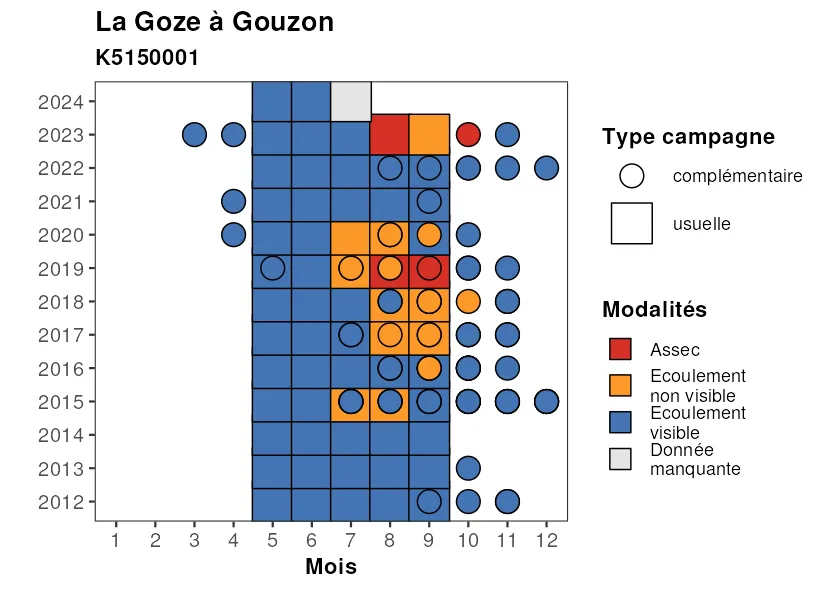 La Goze à Gouzon
K5150001
2024
2023
2022
2021
2020
2019
2018
2017
2016
2015
2014
2013
2012
1 2 3 4 5 6 7 8 9 10 11 12
Mois
Type campagne
complémentaire
usuelle
Modalités
Assec
Ecoulement
non visible
Ecoulement
visible
Donnée
manquante